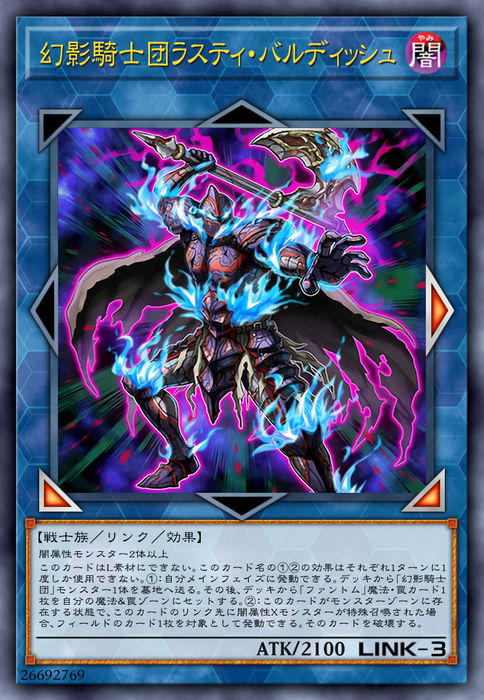 幻影騎士団ラスティ・バルディッシュ
やみ
闇
【戦士族／リンク／効果】
闇属性モンスター2体以上
このカードはL素材にできない。このカード名の①②の効果はそれぞれ1ターンに1
度しか使用できない。①:自分メインフェイズに発動できる。デッキから「幻影騎士
団」モンスター1体を墓地へ送る。その後、デッキから「ファントム」魔法・罠カード1
枚を自分の魔法&罠ゾーンにセットする。②:このカードがモンスターゾーンに存
在する状態で、このカードのリンク先に闇属性Xモンスターが特殊召喚された場
合、フィールドのカード1枚を対象として発動できる。そのカードを破壊する。
ATK/2100 LINK-3
26692769